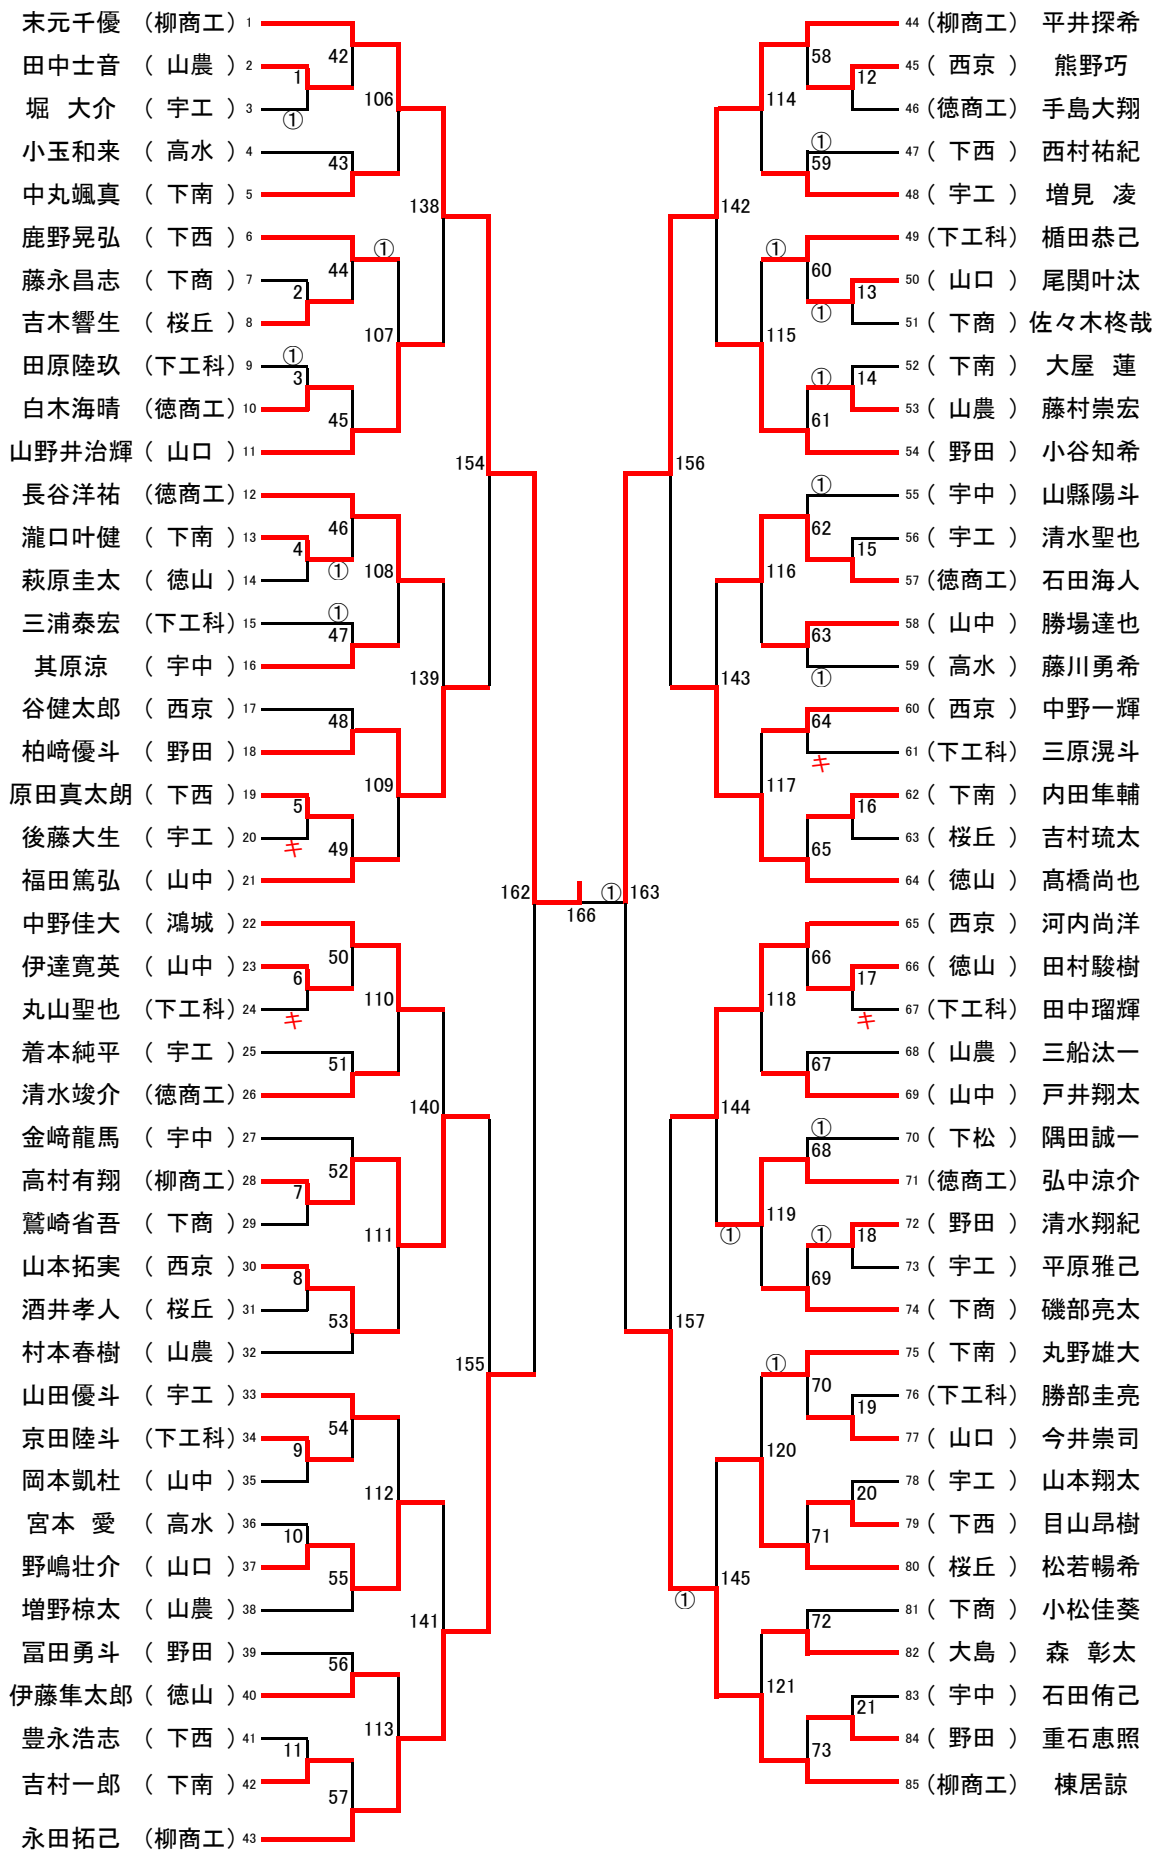 末元千優 (柳商工) 1
田中士音 ( 山農 ) 2
堀 大介 ( 宇工 ) 3
小玉和来 ( 高水 ) 4
中丸颯真 ( 下南 ) 5
鹿野晃弘 ( 下西 ) 6
藤永昌志 ( 下商 ) 7
吉木響生 ( 桜丘 ) 8
田原陸玖 (下工科) 9
白木海晴 (徳商工) 10
山野井治輝 ( 山口 ) 11
長谷洋祐 (徳商工) 12
瀧口叶健 ( 下南 ) 13
萩原圭太 ( 徳山 ) 14
三浦泰宏 (下工科) 15
其原涼 ( 宇中 ) 16
谷健太郎 ( 西京 ) 17
柏﨑優斗 ( 野田 ) 18
原田真太朗 ( 下西 ) 19
後藤大生 ( 宇工 ) 20
福田篤弘 ( 山中 ) 21
中野佳大 ( 鴻城 ) 22
伊達寛英 ( 山中 ) 23
丸山聖也 (下工科) 24
着本純平 ( 宇工 ) 25
清水竣介 (徳商工) 26
金﨑龍馬 ( 宇中 ) 27
高村有翔 (柳商工) 28
鷲崎省吾 ( 下商 ) 29
山本拓実 ( 西京 ) 30
酒井孝人 ( 桜丘 ) 31
村本春樹 ( 山農 ) 32
山田優斗 ( 宇工 ) 33
京田陸斗 (下工科) 34
岡本凱杜 ( 山中 ) 35
宮本 愛 ( 高水 ) 36
野嶋壮介 ( 山口 ) 37
増野椋太 ( 山農 ) 38
冨田勇斗 ( 野田 ) 39
伊藤隼太郎 ( 徳山 ) 40
豊永浩志 ( 下西 ) 41
吉村一郎 ( 下南 ) 42
永田拓己 (柳商工) 43
1
①
2
①
3
4
5
キ
6
キ
7
8
9
10
11
42
43
44
45
46
①
①
47
48
49
50
51
52
53
54
55
56
57
106
①
107
108
109
110
111
112
113
138
139
140
141
154
155
162
166
①
163
156
157
①
142
143
144
145
114
115
116
117
118
119
①
120
①
121
58
①
59
①
60
①
①
61
①
62
63
①
64
キ
65
66
67
①
68
①
69
70
71
72
73
12
13
14
15
16
17
キ
18
19
20
21
44 (柳商工) 平井探希
45 ( 西京 ) 熊野巧
46 (徳商工) 手島大翔
47 ( 下西 ) 西村祐紀
48 ( 宇工 ) 増見 凌
49 (下工科) 楯田恭己
50 ( 山口 ) 尾関叶汰
51 ( 下商 ) 佐々木柊哉
52 ( 下南 ) 大屋 蓮
53 ( 山農 ) 藤村崇宏
54 ( 野田 ) 小谷知希
55 ( 宇中 ) 山縣陽斗
56 ( 宇工 ) 清水聖也
57 (徳商工) 石田海人
58 ( 山中 ) 勝場達也
59 ( 高水 ) 藤川勇希
60 ( 西京 ) 中野一輝
61 (下工科) 三原滉斗
62 ( 下南 ) 内田隼輔
63 ( 桜丘 ) 吉村琉太
64 ( 徳山 ) 髙橋尚也
65 ( 西京 ) 河内尚洋
66 ( 徳山 ) 田村駿樹
67 (下工科) 田中瑠輝
68 ( 山農 ) 三船汰一
69 ( 山中 ) 戸井翔太
70 ( 下松 ) 隅田誠一
71 (徳商工) 弘中涼介
72 ( 野田 ) 清水翔紀
73 ( 宇工 ) 平原雅己
74 ( 下商 ) 磯部亮太
75 ( 下南 ) 丸野雄大
76 (下工科) 勝部圭亮
77 ( 山口 ) 今井崇司
78 ( 宇工 ) 山本翔太
79 ( 下西 ) 目山昂樹
80 ( 桜丘 ) 松若暢希
81 ( 下商 ) 小松佳葵
82 ( 大島 ) 森 彰太
83 ( 宇中 ) 石田侑己
84 ( 野田 ) 重石恵照
85 (柳商工) 棟居諒